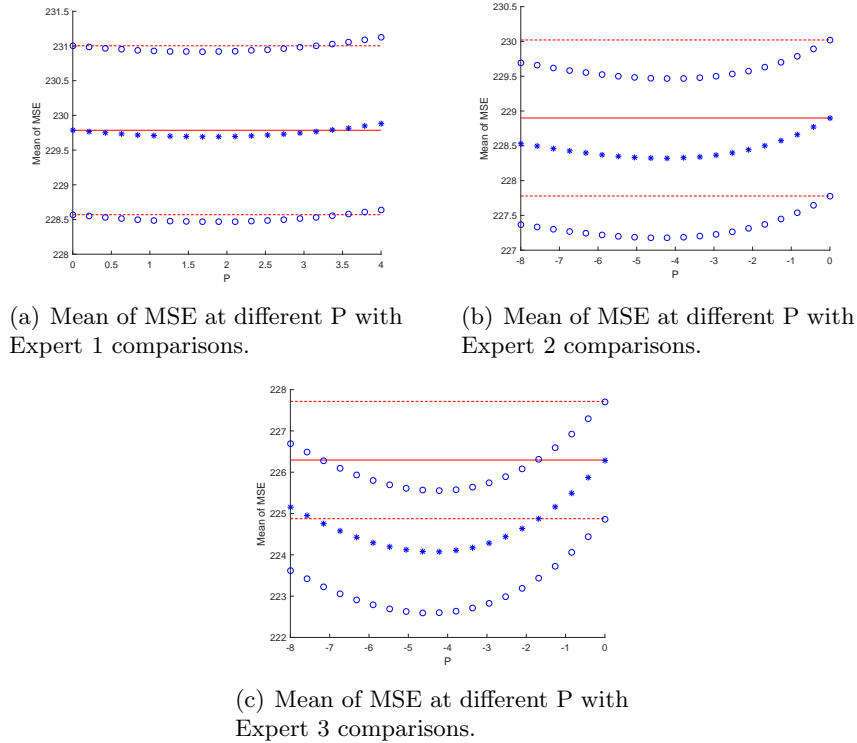 231.5
231
230.5
230
229.5
229
228.5
228
Mean of MSE
0 0.5 1 1.5 2 2.5 3 3.5 4
P
(a) Mean of MSE at different P with
Expert 1 comparisons.
230.5
230
229.5
229
228.5
228
227.5
227
Mean of MSE
-8 -7 -6 -5 -4 -3 -2 -1 0
P
(b) Mean of MSE at different P with
Expert 2 comparisons.
228
227
226
225
224
223
222
Mean of MSE
-8 -7 -6 -5 -4 -3 -2 -1 0
P
(c) Mean of MSE at different P with
Expert 3 comparisons.